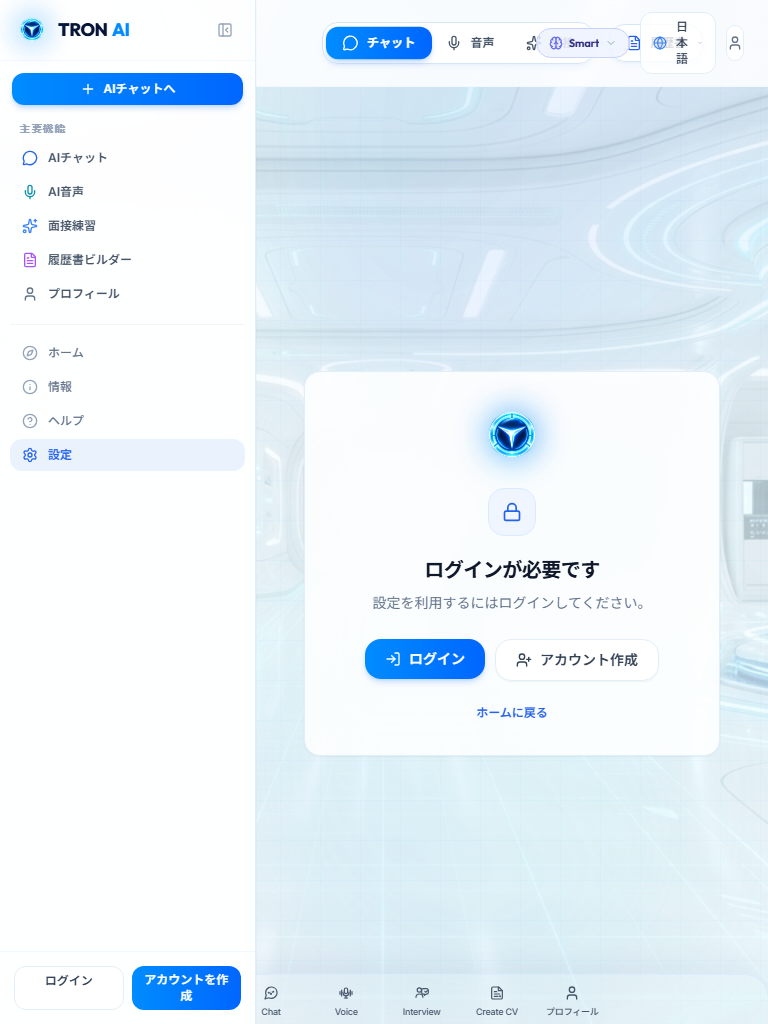 TRON AI
AIチャットへ
主要機能
AIチャット
AI音声
面接練習
履歴書ビルダー
プロフィール
ホーム
情報
ヘルプ
設定
ログイン
アカウントを作
成
チャット
音声
Smart
日
本
語
ログインが必要です
設定を利用するにはログインしてください。
ログイン
アカウント作成
ホームに戻る
Chat
Voice
Interview
Create CV
プロフィール